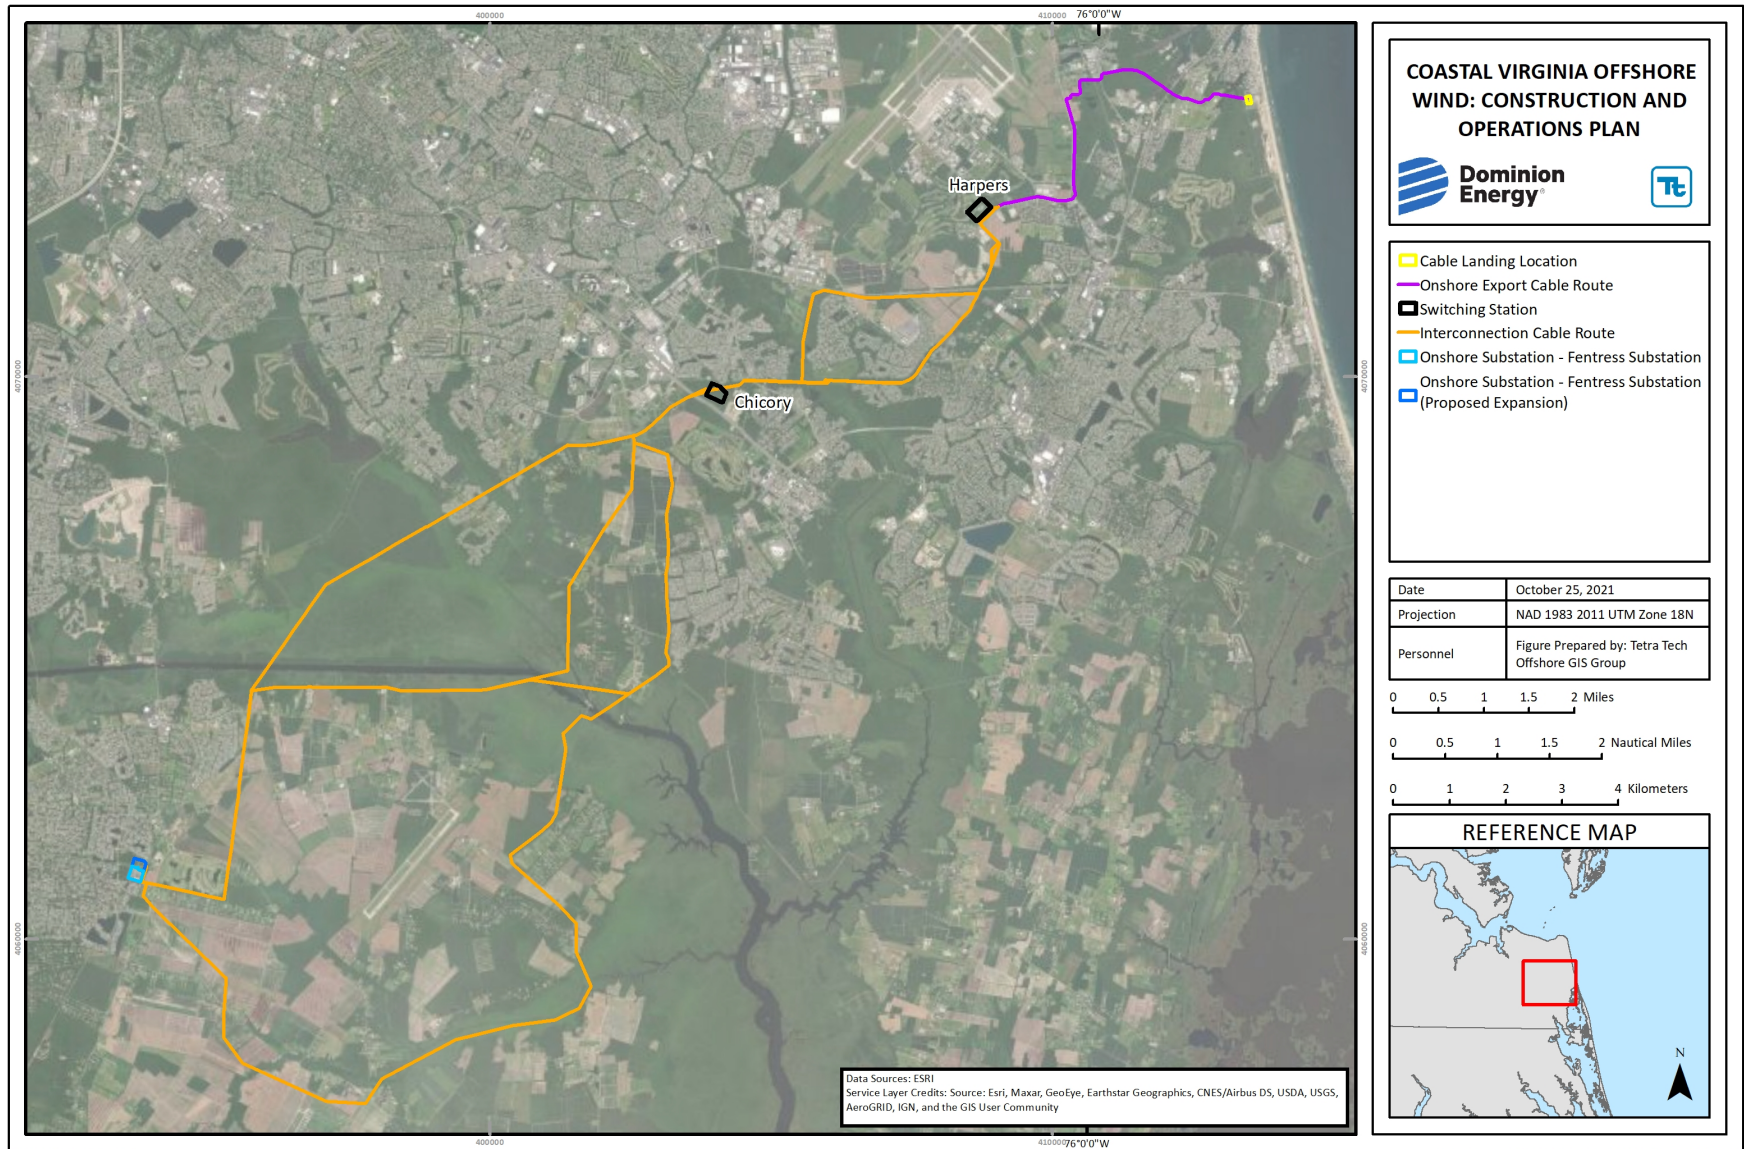 400000
410000
76°0'0"W
Harpers
Chicory
4070000
4070000
4060000
4060000
400000
410000
76°0'0"W
Data Sources: ESRI
Service Layer Credits: Source: Esri, Maxar, GeoEye, Earthstar Geographics, CNES/Airbus DS, USDA, USGS,
AeroGRID, IGN, and the GIS User Community
COASTAL VIRGINIA OFFSHORE
WIND: CONSTRUCTION AND
OPERATIONS PLAN
Dominion
Energy®
Tt
Cable Landing Location
Onshore Export Cable Route
Switching Station
Interconnection Cable Route
Onshore Substation - Fentress Substation
Onshore Substation - Fentress Substation
(Proposed Expansion)
Date October 25, 2021
Projection NAD 1983 2011 UTM Zone 18N
Personnel Figure Prepared by: Tetra Tech
Offshore GIS Group
0 0.5 1 1.5 2 Miles
0 0.5 1 1.5 2 Nautical Miles
0 1 2 3 4 Kilometers
REFERENCE MAP
N